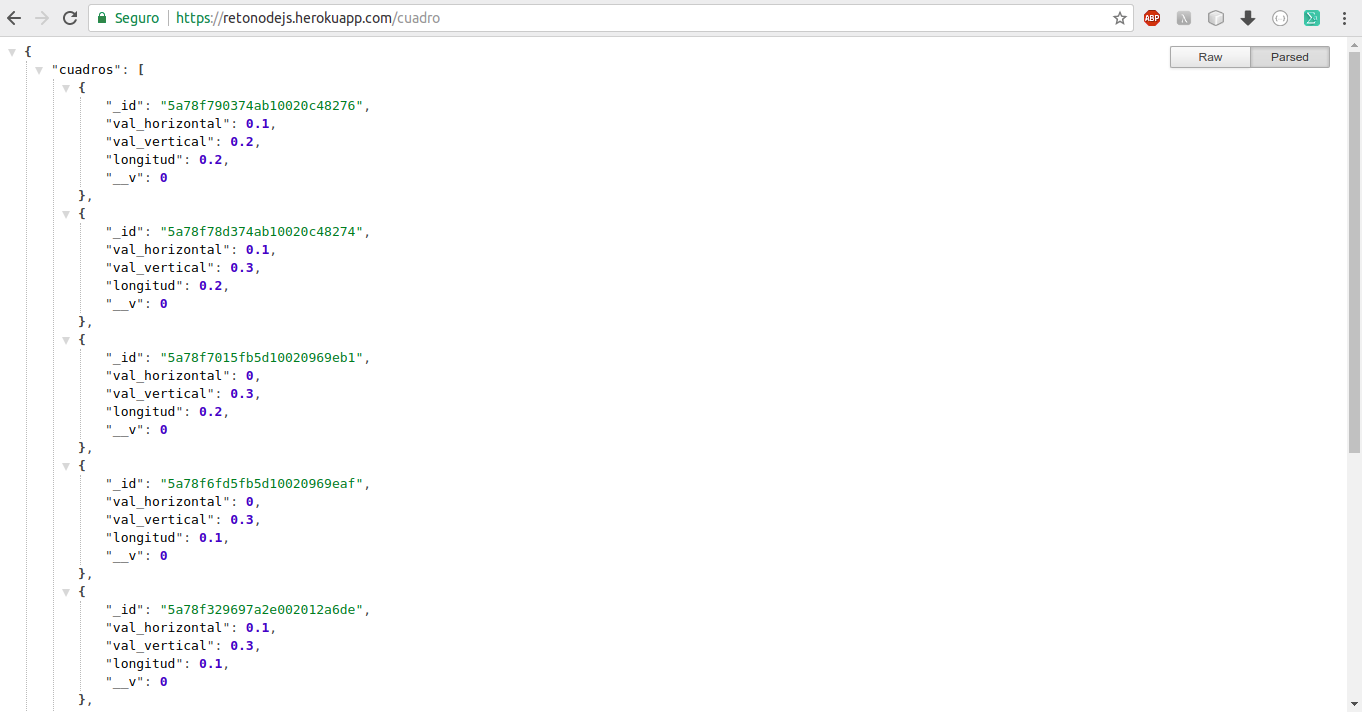 Seguro https://retonodejs.herokuapp.com/cuadro ABP
Raw Parsed
{
"cuadros": [
{
"_id": "5a78f790374ab10020c48276",
"val_horizontal": 0.1,
"val_vertical": 0.2,
"longitud": 0.2,
"__v": 0
},
{
"_id": "5a78f78d374ab10020c48274",
"val_horizontal": 0.1,
"val_vertical": 0.3,
"longitud": 0.2,
"__v": 0
},
{
"_id": "5a78f7015fb5d10020969eb1",
"val_horizontal": 0,
"val_vertical": 0.3,
"longitud": 0.2,
"__v": 0
},
{
"_id": "5a78f6fd5fb5d10020969eaf",
"val_horizontal": 0,
"val_vertical": 0.3,
"longitud": 0.1,
"__v": 0
},
{
"_id": "5a78f329697a2e002012a6de",
"val_horizontal": 0.1,
"val_vertical": 0.3,
"longitud": 0.1,
"__v": 0
},